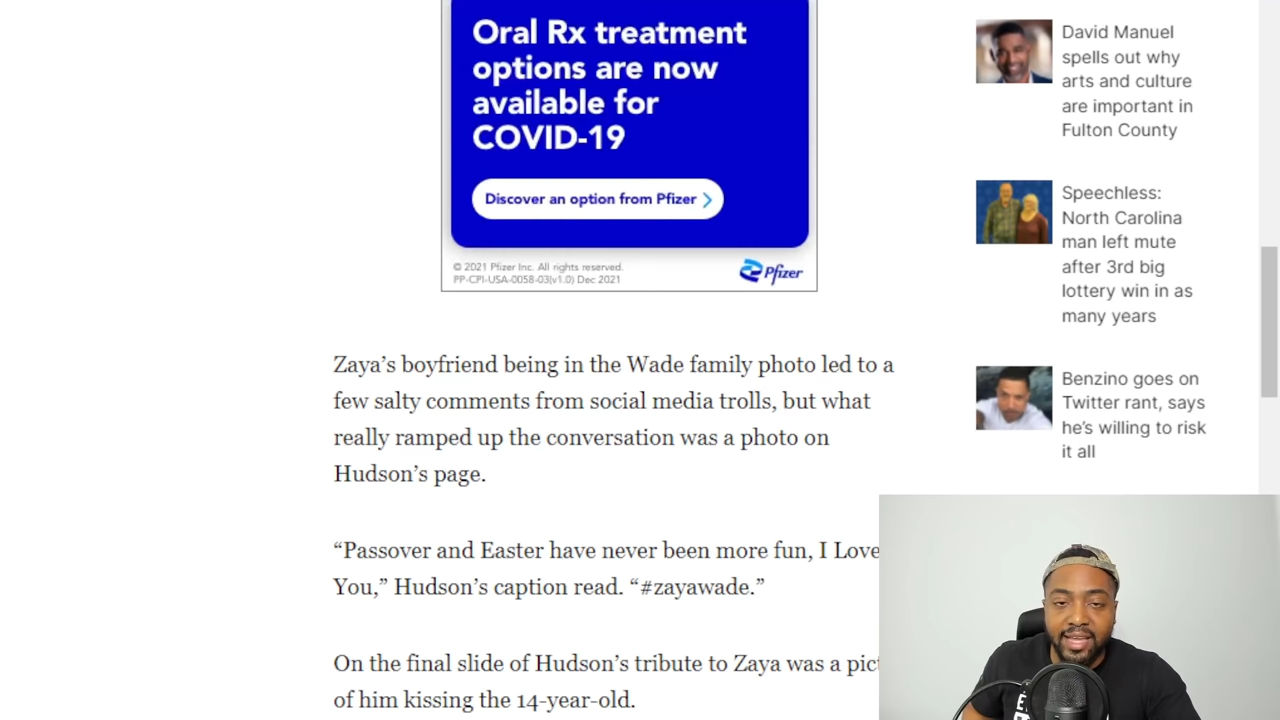 Oral Rx treatment
options are now
available for
COVID-19
Discover an option from Pfizer
© 2021 Pfizer Inc. All rights reserved.
PP-CPI-USA-0058-03(v1.0) Dec 2021
Pfizer
Zaya’s boyfriend being in the Wade family photo led to a
few salty comments from social media trolls, but what
really ramped up the conversation was a photo on
Hudson’s page.
“Passover and Easter have never been more fun, I Love
You,” Hudson’s caption read. “#zayawade.”
On the final slide of Hudson’s tribute to Zaya was a
of him kissing the 14-year-old.
David Manuel
spells out why
arts and culture
are important in
Fulton County
Speechless:
North Carolina
man left mute
after 3rd big
lottery win in as
many years
Benzino goes on
Twitter rant, says
he’s willing to risk
it all